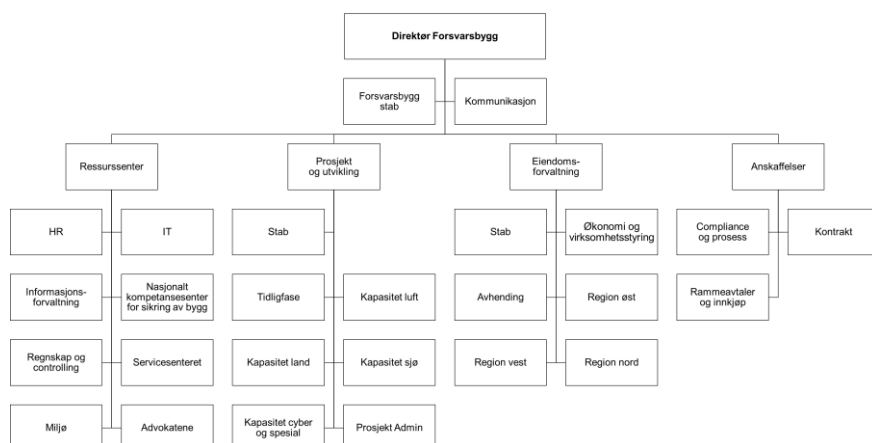 Direktør Forsvarsbygg
Forsvarsbygg
stab
Kommunikasjon
Ressurssenter
Prosjekt
og utvikling
Eiendoms-
forvaltning
Anskaffelser
HR
IT
Stab
Stab
Økonomi og
virksomhetsstyring
Compliance
og prosess
Kontrakt
Informasjons-
forvaltning
Nasjonalt
kompetansesenter
for sikring av bygg
Tidligfase
Kapasitet luft
Avhending
Region øst
Rammeavtaler
og innkjøp
Regnskap og
controlling
Servicesenteret
Kapasitet land
Kapasitet sjø
Region vest
Region nord
Miljø
Advokatene
Kapasitet cyber
og spesial
Prosjekt Admin